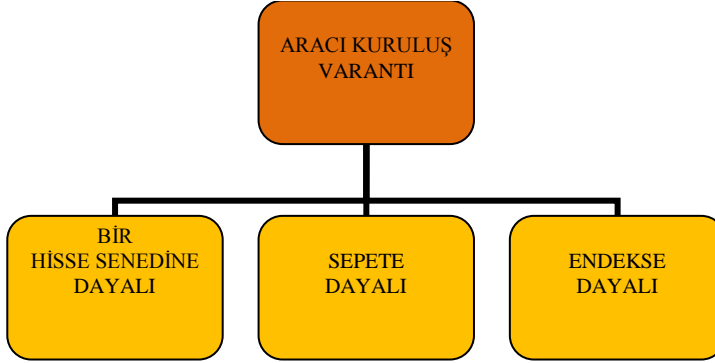 ARACI KURULUŞ
VARANTI
BİR
HİSSE SENEDİNE
DAYALI
SEPETE
DAYALI
ENDEKSE
DAYALI